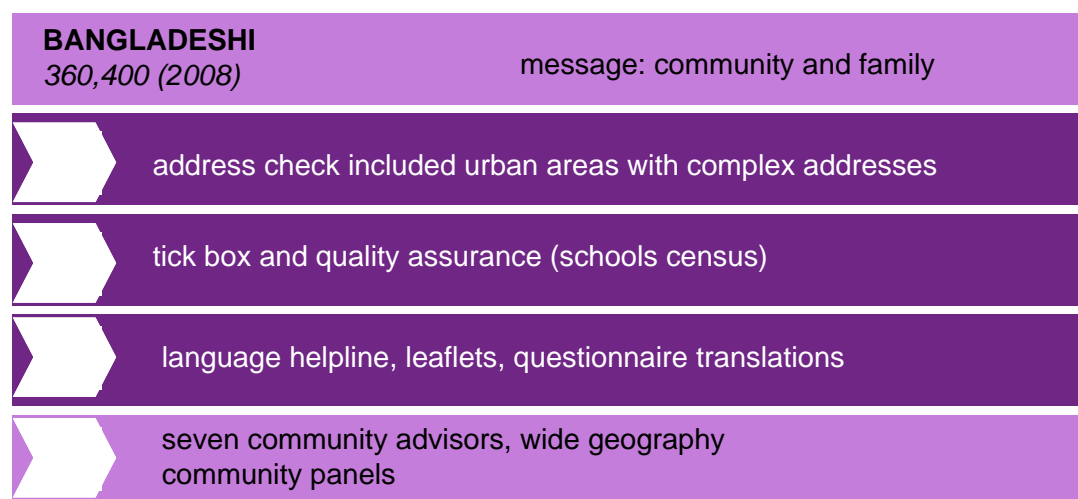 BANGLADESHI
360,400 (2008)
message: community and family
address check included urban areas with complex addresses
tick box and quality assurance (schools census)
language helpline, leaflets, questionnaire translations
seven community advisors, wide geography
community panels